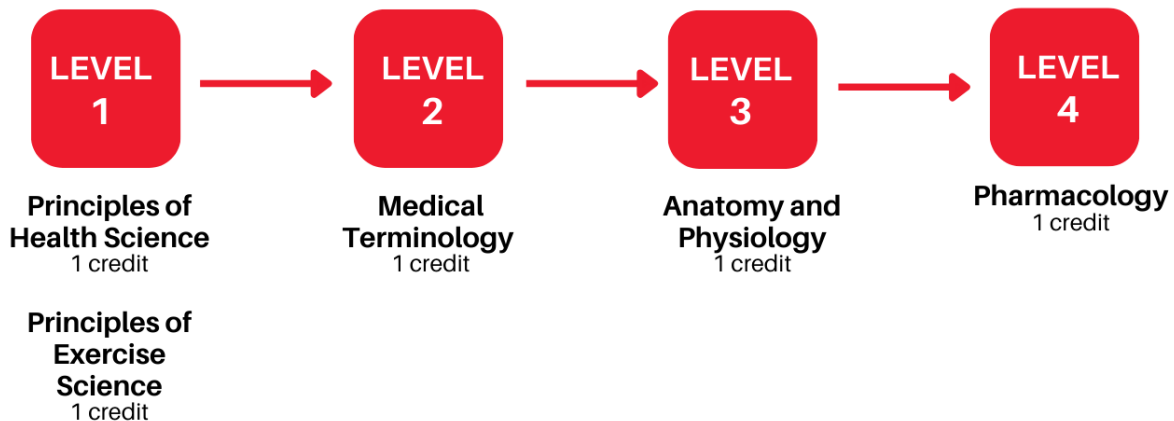 LEVEL
1
LEVEL
2
LEVEL
3
LEVEL
4
Principles of
Health Science
1 credit
Principles of
Exercise
Science
1 credit
Medical
Terminology
1 credit
Anatomy and
Physiology
1 credit
Pharmacology
1 credit